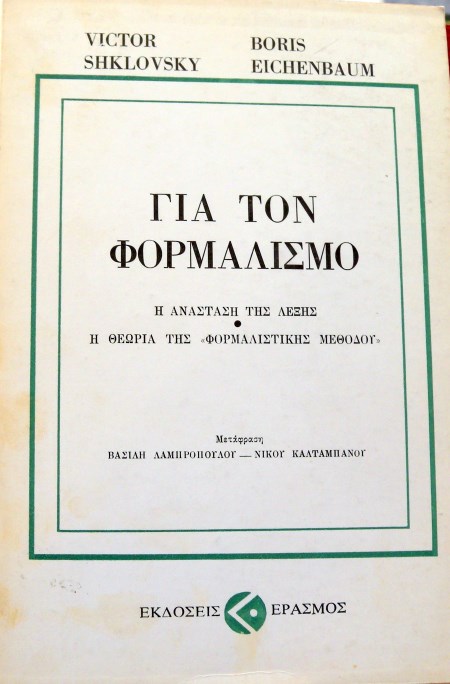 VICTOR SHKLOVSKY
BORIS EICHENBAUM
ΓΙΑ ΤΟΝ
ΦΟΡΜΑΛΙΣΜΟ
Η ΑΝΑΣΤΑΣΗ ΤΗΣ ΛΕΞΗΣ
•
Η ΘΕΩΡΙΑ ΤΗΣ «ΦΟΡΜΑΛΙΣΤΙΚΗΣ ΜΕΘΟΔΟΥ»
Μετάφραση
ΒΑΣΙΛΗ ΛΑΜΠΡΟΠΟΥΛΟΥ — ΝΙΚΟΥ ΚΑΛΤΑΜΠΑΝΟΥ
ΕΚΔΟΣΕΙΣ ΕΡΑΣΜΟΣ